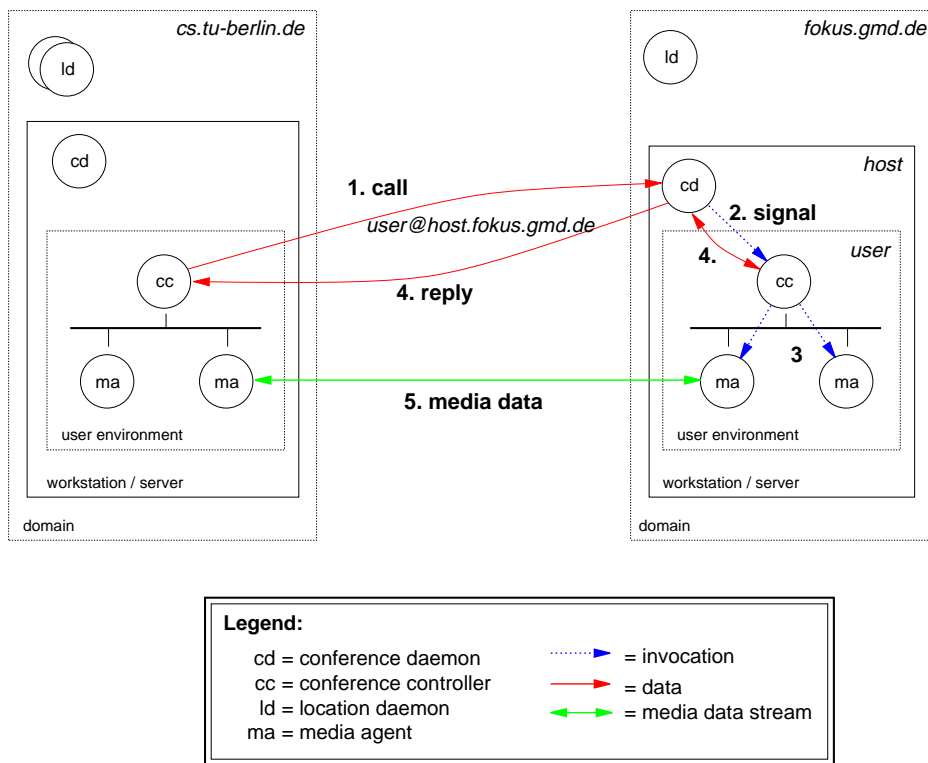 cs.tu-berlin.de
fokus.gmd.de
ld
ld
cd
host
cd
1. call
2. signal
user@host.fokus.gmd.de
user
4.
cc
cc
4. reply
3
ma
ma
ma
ma
5. media data
user environment
user environment
workstation / server
workstation / server
domain
domain
Legend:
cd = conference daemon
cc = conference controller
ld = location daemon
ma = media agent
= invocation
= data
= media data stream